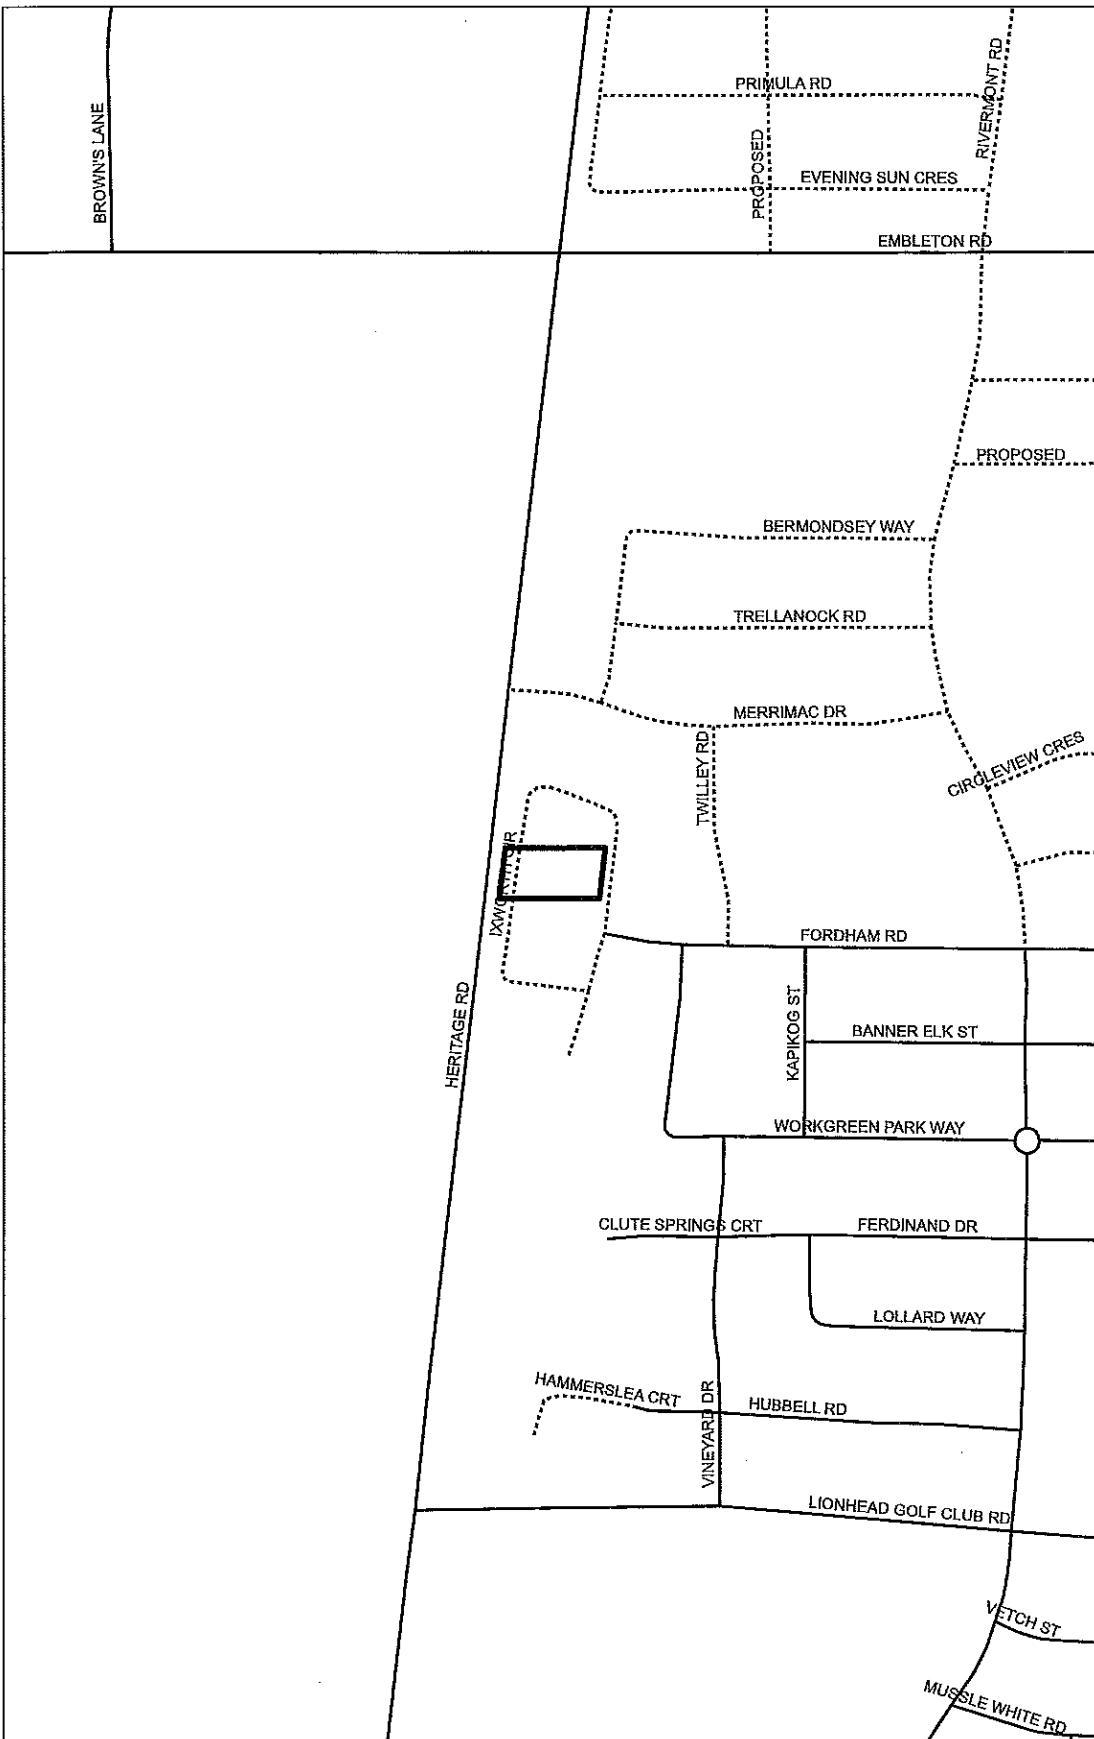 PRIMULA RD
RIVERMONT RD
BROWN'S LANE
PROPOSED
EVENING SUN CRES
EMBLETON RD
PROPOSED
BERMONDSEY WAY
TRELLANOCK RD
MERRIMAC DR
TWILLEY RD
CIRCLEVIEW CRES
IXWORTH CIR
FORDHAM RD
HERITAGE RD
KAPIKOG ST
BANNER ELK ST
WORKGREEN PARK WAY
CLUTE SPRINGS CRT
FERDINAND DR
LOLLARD WAY
HAMMERSLEA CRT
VINEYARD DR
HUBBELL RD
LIONHEAD GOLF CLUB RD
VETCH ST
MUSSLE WHITE RD